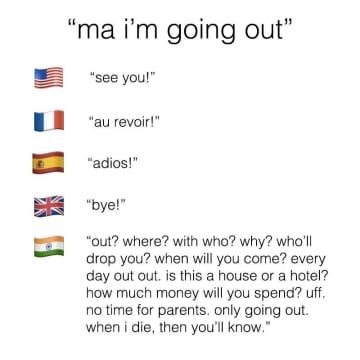 “ma i’m going out”
“see you!”
“au revoir!”
“adios!”
“bye!”
“out? where? with who? why? who’ll
drop you? when will you come? every
day out out. is this a house or a hotel?
how much money will you spend? uff.
no time for parents. only going out.
when i die, then you’ll know.”